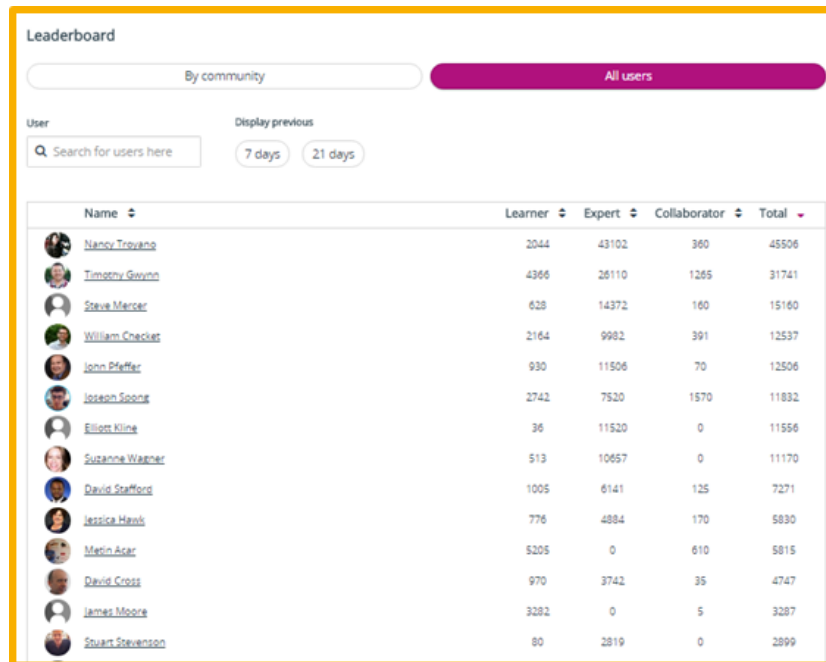 Leaderboard
By community All users
User Display previous
Search for users here 7 days 21 days
Name Learner Expert Collaborator Total
Nancy Troyano 2044 43102 360 45506
Timothy Gwynn 4366 26110 1265 31741
Steve Mercer 628 14372 160 15160
William Checket 2164 9982 391 12537
John Pfeffer 930 11506 70 12506
Joseph Spong 2742 7520 1570 11832
Elliott Kline 36 11520 0 11556
Suzanne Wagner 513 10657 0 11170
David Stafford 1005 6141 125 7271
Jessica Hawk 776 4884 170 5830
Metin Acar 5205 0 610 5815
David Cross 970 3742 35 4747
James Moore 3282 0 5 3287
Stuart Stevenson 80 2819 0 2899